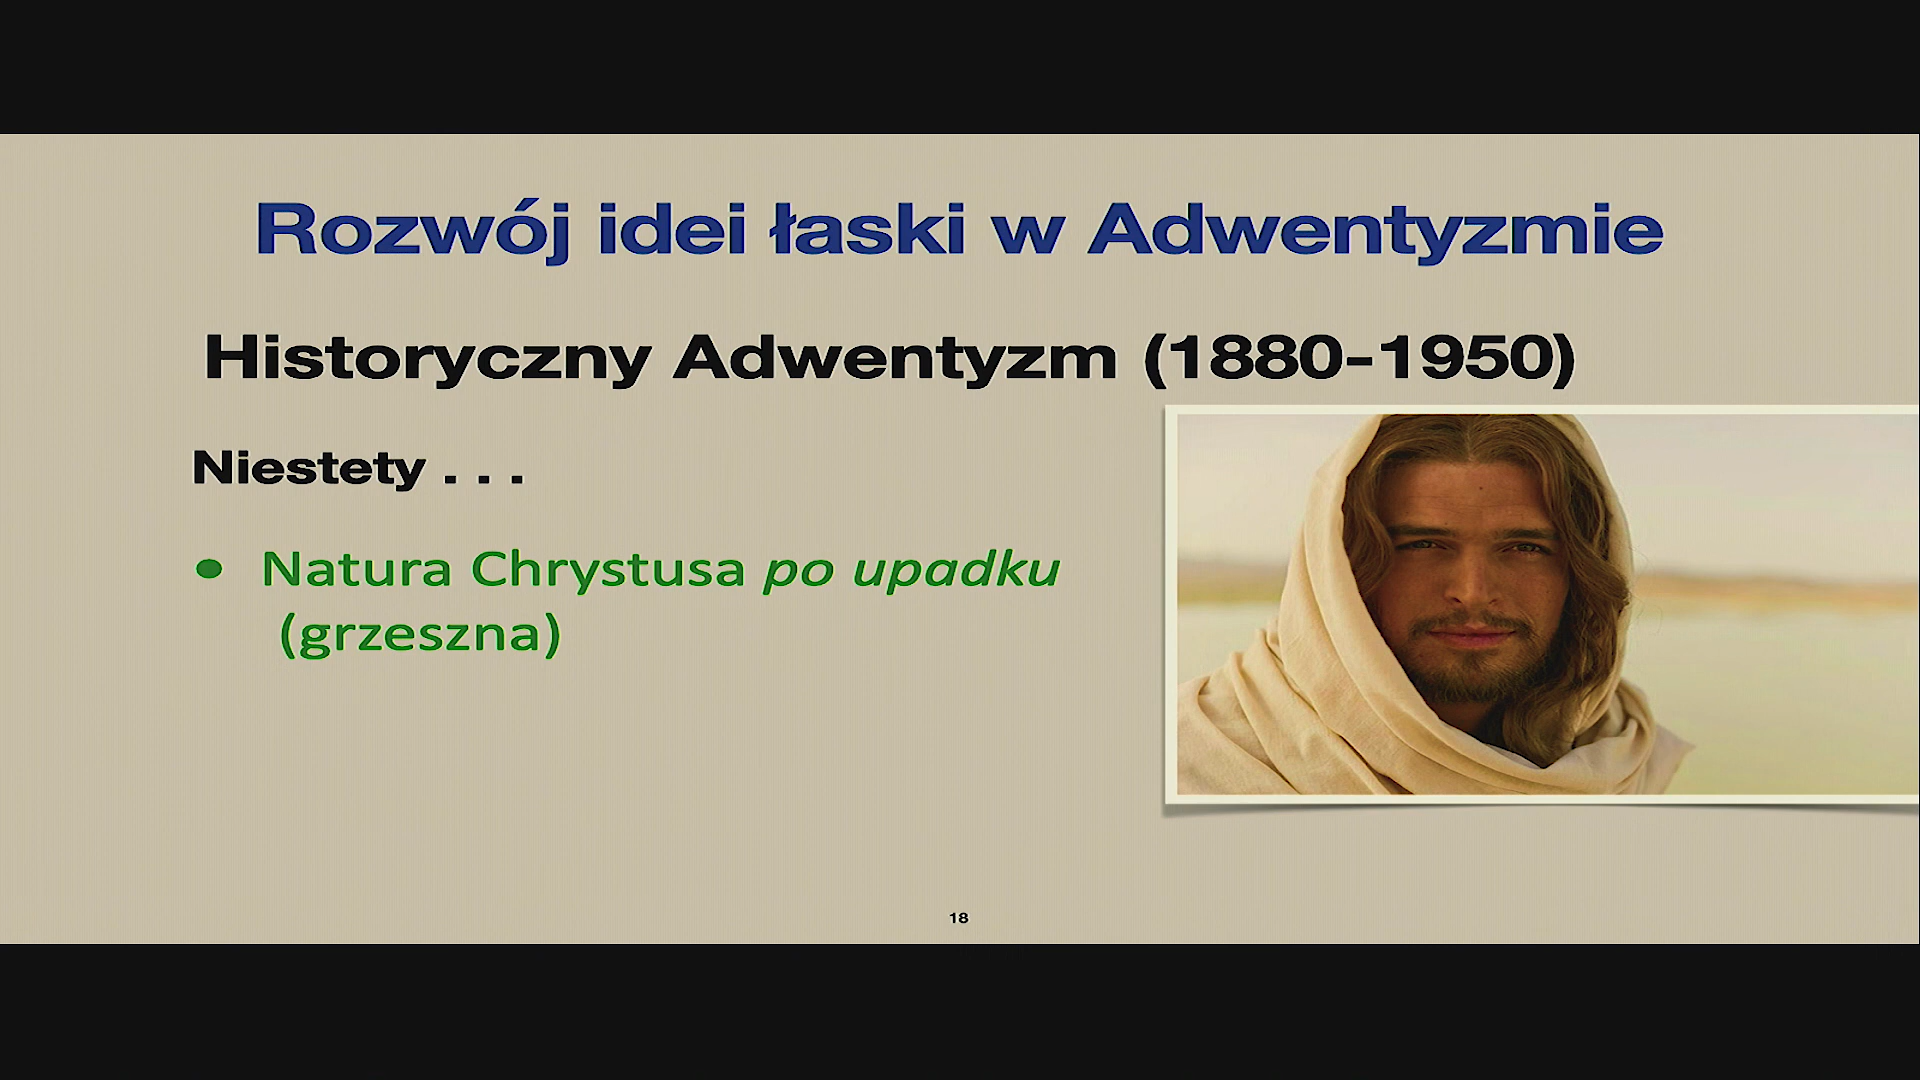 Rozwój idei łaski w Adwentyzmie
Historyczny Adwentyzm (1880-1950)
Niestety . . .
• Natura Chrystusa po upadku
(grzeszna)
18